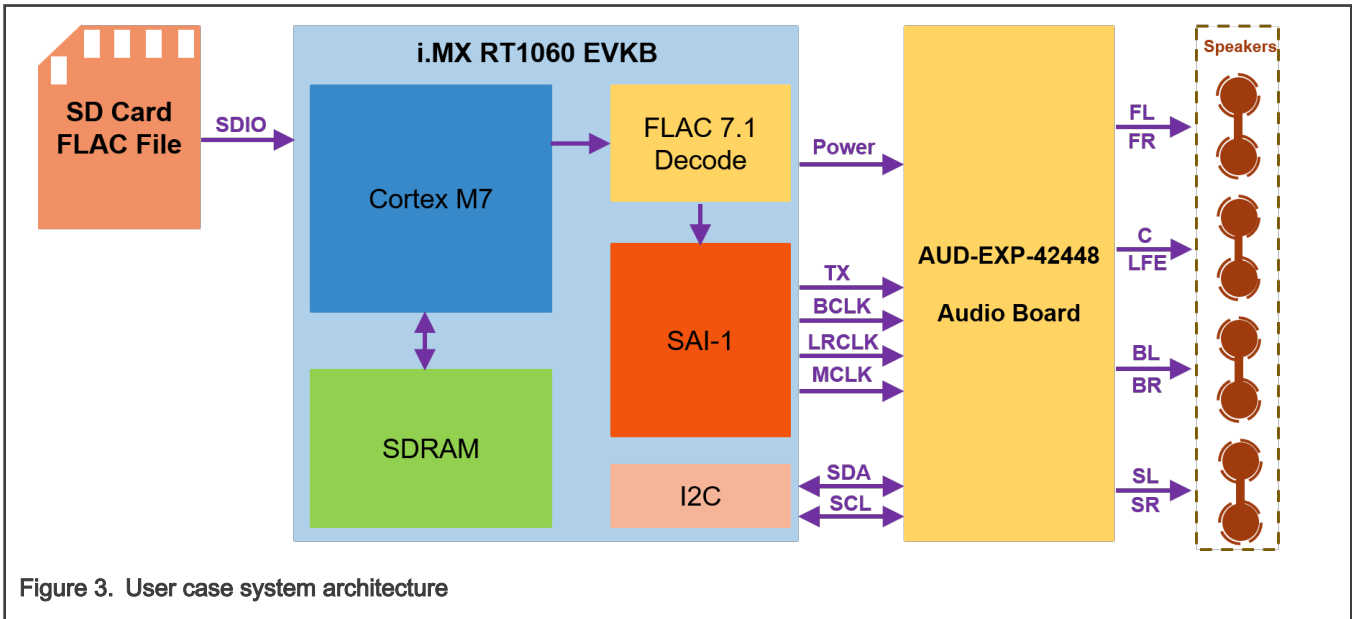 SD Card
FLAC File
SDIO
i.MX RT1060 EVKB
Cortex M7
SDRAM
FLAC 7.1
Decode
SAI-1
I2C
Power
TX
BCLK
LRCLK
MCLK
SDA
SCL
AUD-EXP-42448
Audio Board
FL
FR
C
LFE
BL
BR
SL
SR
Speakers
Figure 3. User case system architecture